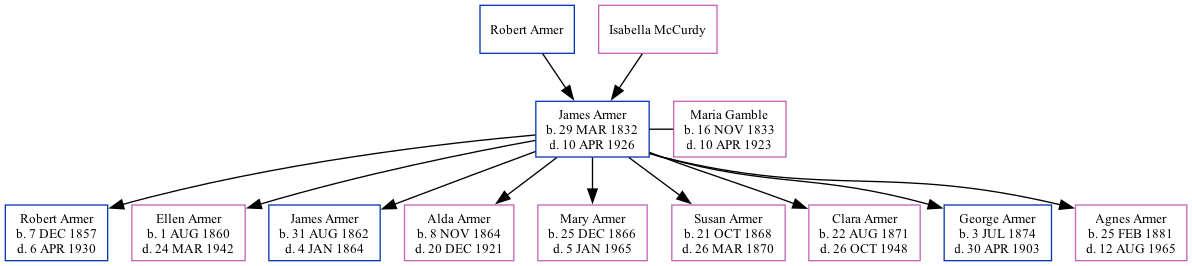 Robert Armer
Isabella McCurdy
James Armer
b. 29 MAR 1832
d. 10 APR 1926
Maria Gamble
b. 16 NOV 1833
d. 10 APR 1923
Robert Armer
b. 7 DEC 1857
d. 6 APR 1930
Ellen Armer
b. 1 AUG 1860
d. 24 MAR 1942
James Armer
b. 31 AUG 1862
d. 4 JAN 1864
Alda Armer
b. 8 NOV 1864
d. 20 DEC 1921
Mary Armer
b. 25 DEC 1866
d. 5 JAN 1965
Susan Armer
b. 21 OCT 1868
d. 26 MAR 1870
Clara Armer
b. 22 AUG 1871
d. 26 OCT 1948
George Armer
b. 3 JUL 1874
d. 30 APR 1903
Agnes Armer
b. 25 FEB 1881
d. 12 AUG 1965